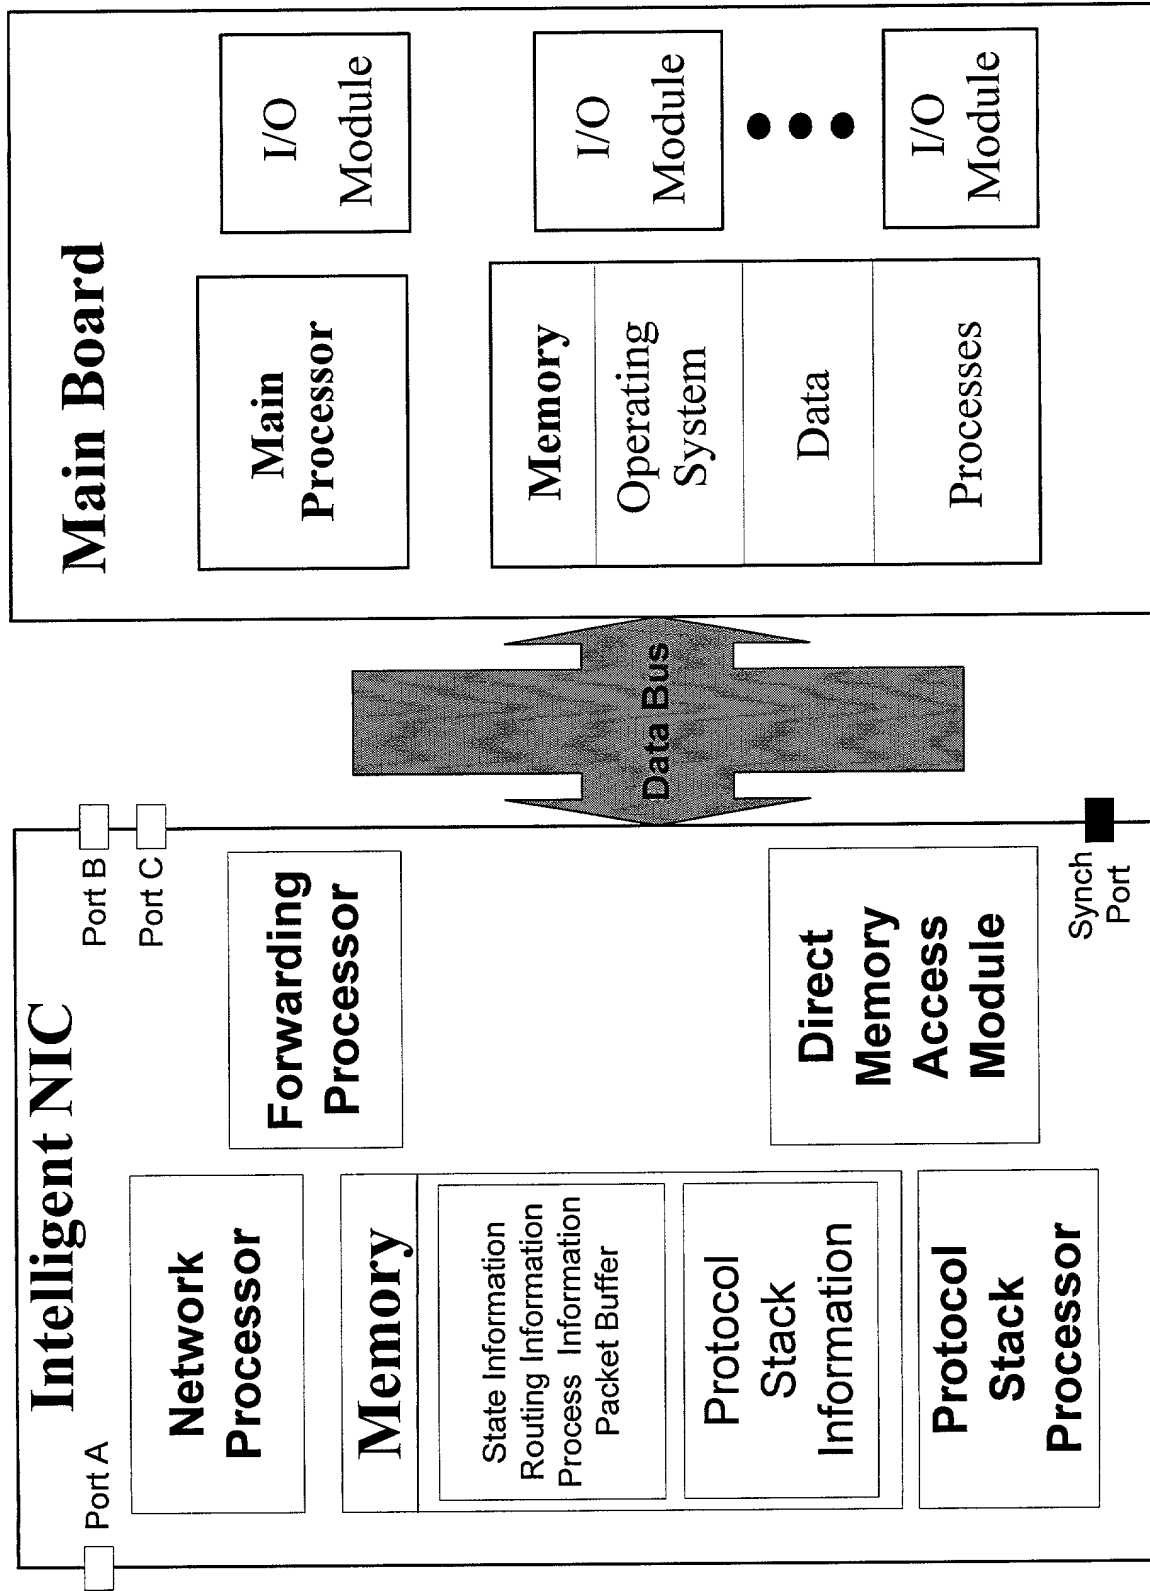 Intelligent NIC
Port A
Port B
Port C
Network
Processor
Forwarding
Processor
Memory
State Information
Routing Information
Process Information
Packet Buffer
Protocol
Stack
Information
Direct
Memory
Access
Module
Protocol
Stack
Processor
Synch
Port
Data Bus
Main Board
Main
Processor
I/O
Module
Memory
Operating
System
Data
Processes
I/O
Module
I/O
Module